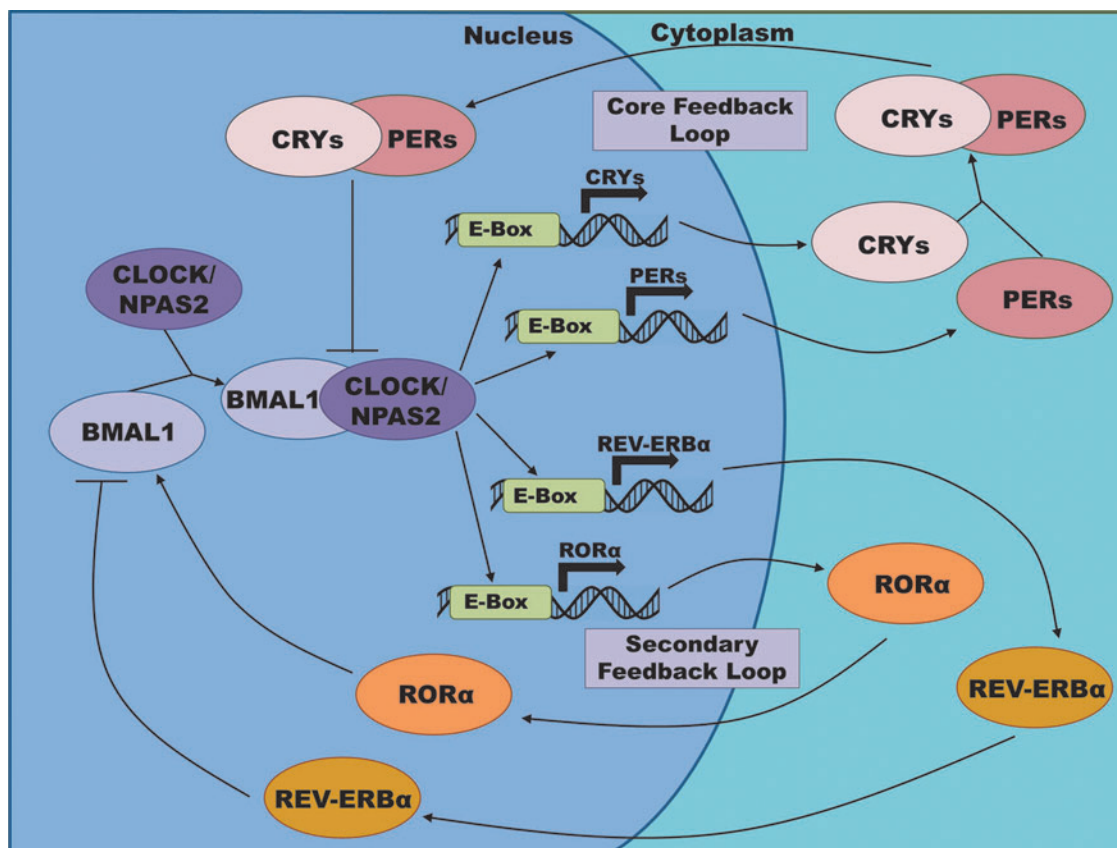 Nucleus
Cytoplasm
CRYs
PERs
Core Feedback
Loop
CRYs
PERs
CRYs
E-Box
CRYs
PERs
CLOCK/
NPAS2
PERs
E-Box
BMAL1
CLOCK/
NPAS2
BMAL1
REV-ERBα
E-Box
RORα
E-Box
RORα
Secondary
Feedback Loop
REV-ERBα
RORα
REV-ERBα